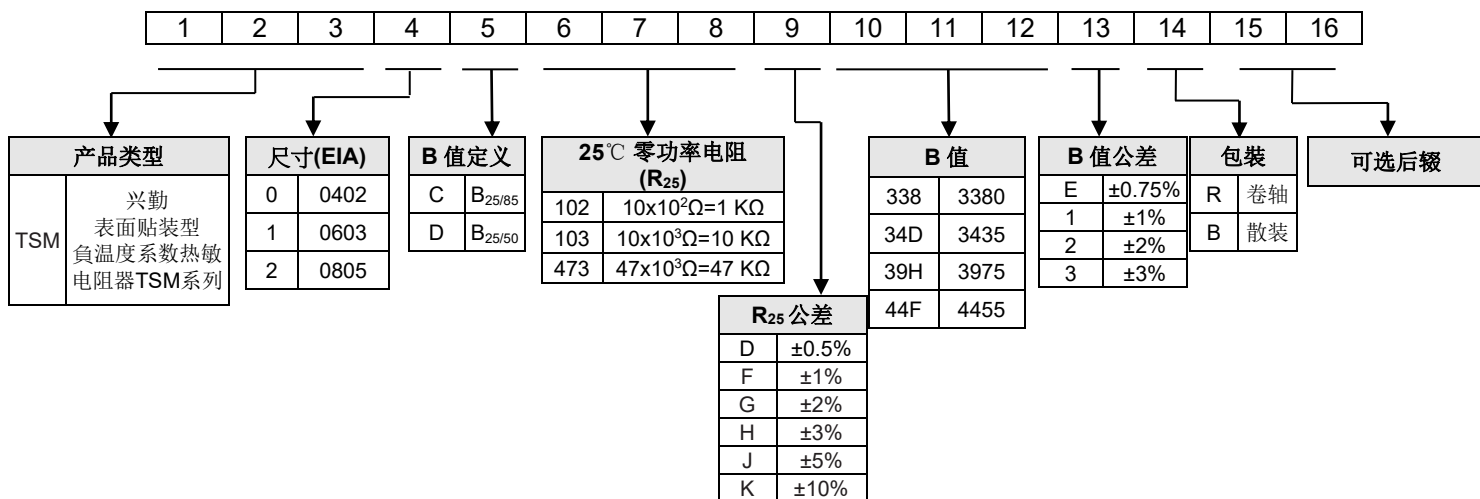 1 2 3 4 5 6 7 8 9 10 11 12 13 14 15 16
产品类型
TSM
兴勤
表面贴装型
負温度系数热敏
电阻器TSM系列
尺寸(EIA)
0 0402
1 0603
2 0805
B 值定义
C B25/85
D B25/50
25℃ 零功率电阻
(R25)
102 10x10²Ω=1 KΩ
103 10x10³Ω=10 KΩ
473 47x10³Ω=47 KΩ
R25 公差
D ±0.5%
F ±1%
G ±2%
H ±3%
J ±5%
K ±10%
B 值
338 3380
34D 3435
39H 3975
44F 4455
B 值公差
E ±0.75%
1 ±1%
2 ±2%
3 ±3%
包裝
R 卷轴
B 散装
可选后缀